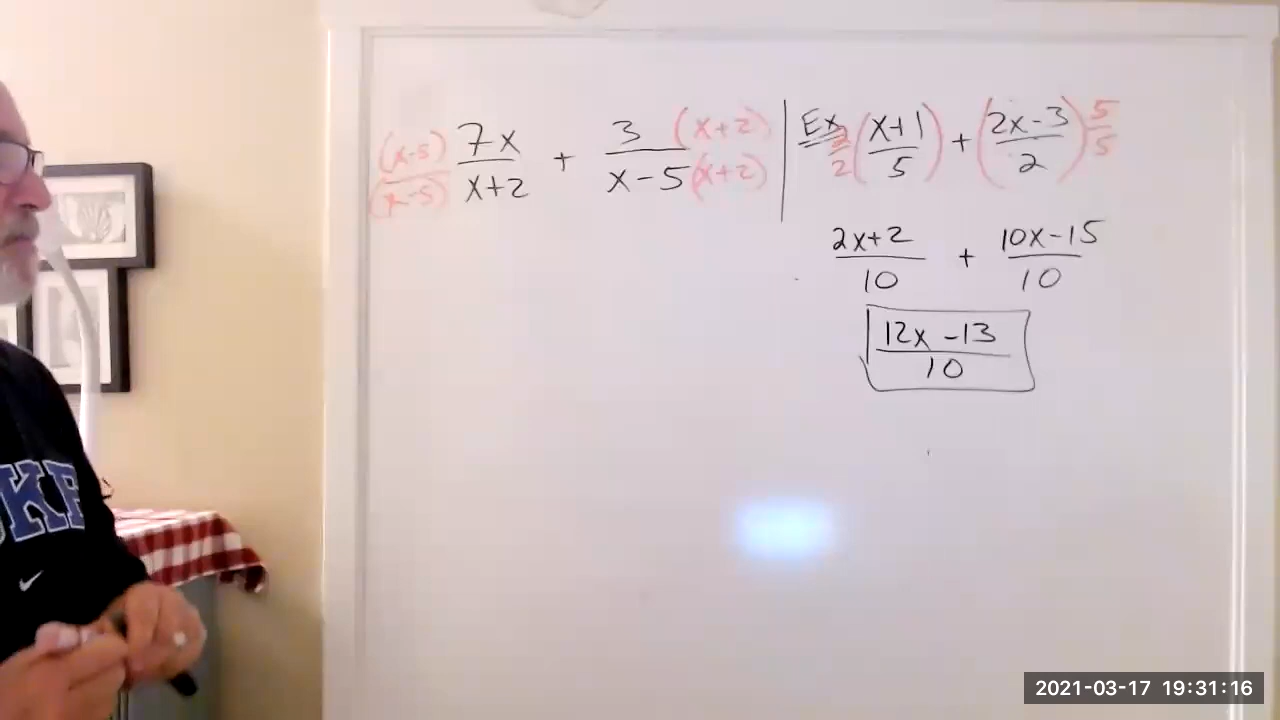 (x-5) 7x + 3 (x+2)
(x-5) x+2 x-5 (x+2)
Ex 2 (x+1) + (2x-3) 5
2 5 2 5
2x+2 + 10x-15
10 10
12x-13
10
2021-03-17 19:31:16